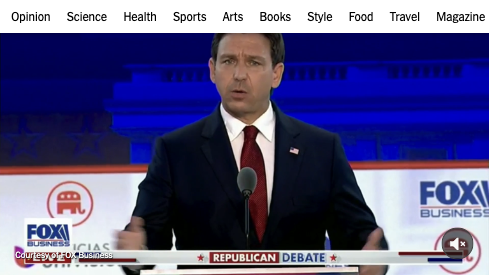 Opinion Science Health Sports Arts Books Style Food Travel Magazine
FOX
BUSINESS
FOX
BUSINESS
Courtesy of FOX Business
REPUBLICAN DEBATE